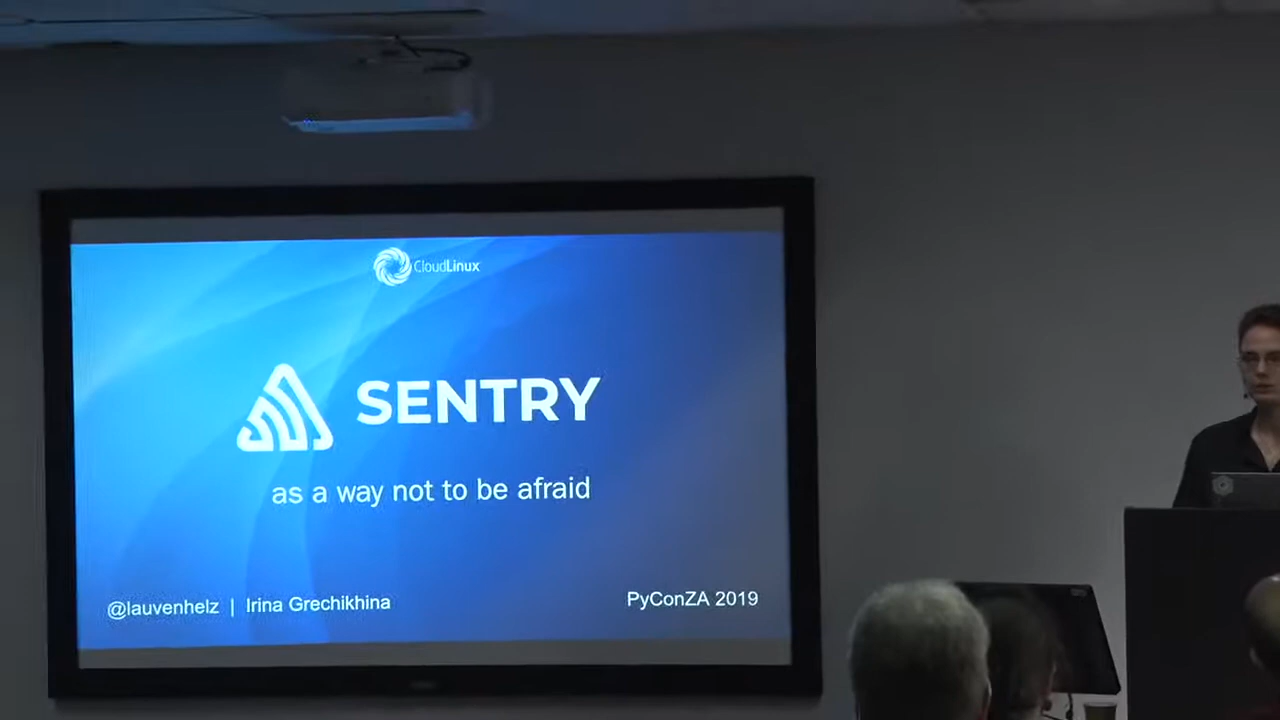 CloudLinux
SENTRY
as a way not to be afraid
@lauvenhelz | Irina Grechikhina
PyConZA 2019